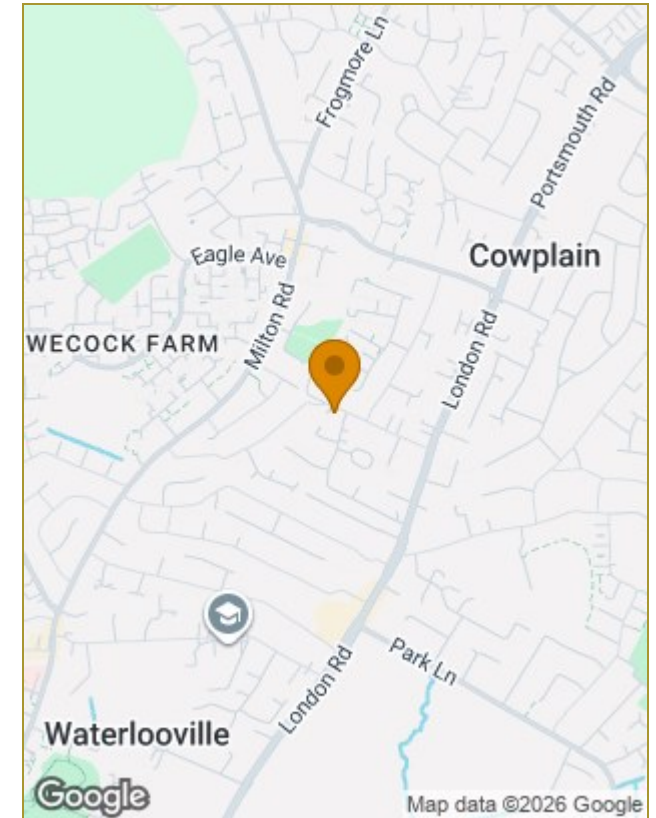 Frogmore Ln
Portsmouth Rd
Cowplain
Eagle Ave
WECOCK FARM
Milton Rd
London Rd
Park Ln
London Rd
Waterlooville
Google
Map data ©2026 Google